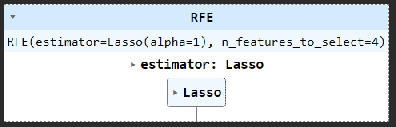 RFE
RFE(estimator=Lasso(alpha=1), n_features_to_select=4)
estimator: Lasso
Lasso